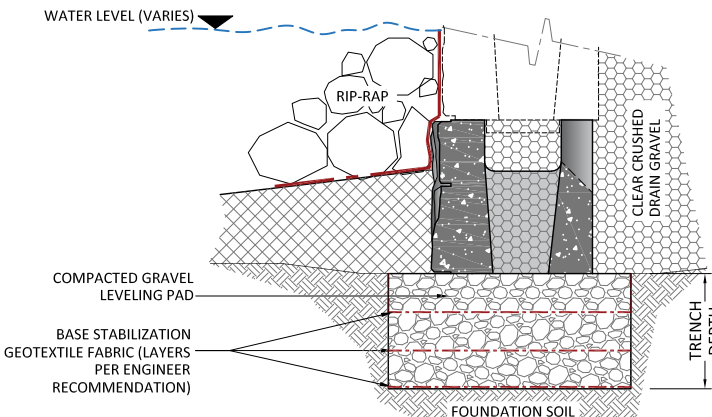 WATER LEVEL (VARIES)
RIP-RAP
CLEAR CRUSHED
DRAIN GRAVEL
COMPACTED GRAVEL
LEVELING PAD
BASE STABILIZATION
GEOTEXTILE FABRIC (LAYERS
PER ENGINEER
RECOMMENDATION)
TRENCH
DEPTH
FOUNDATION SOIL